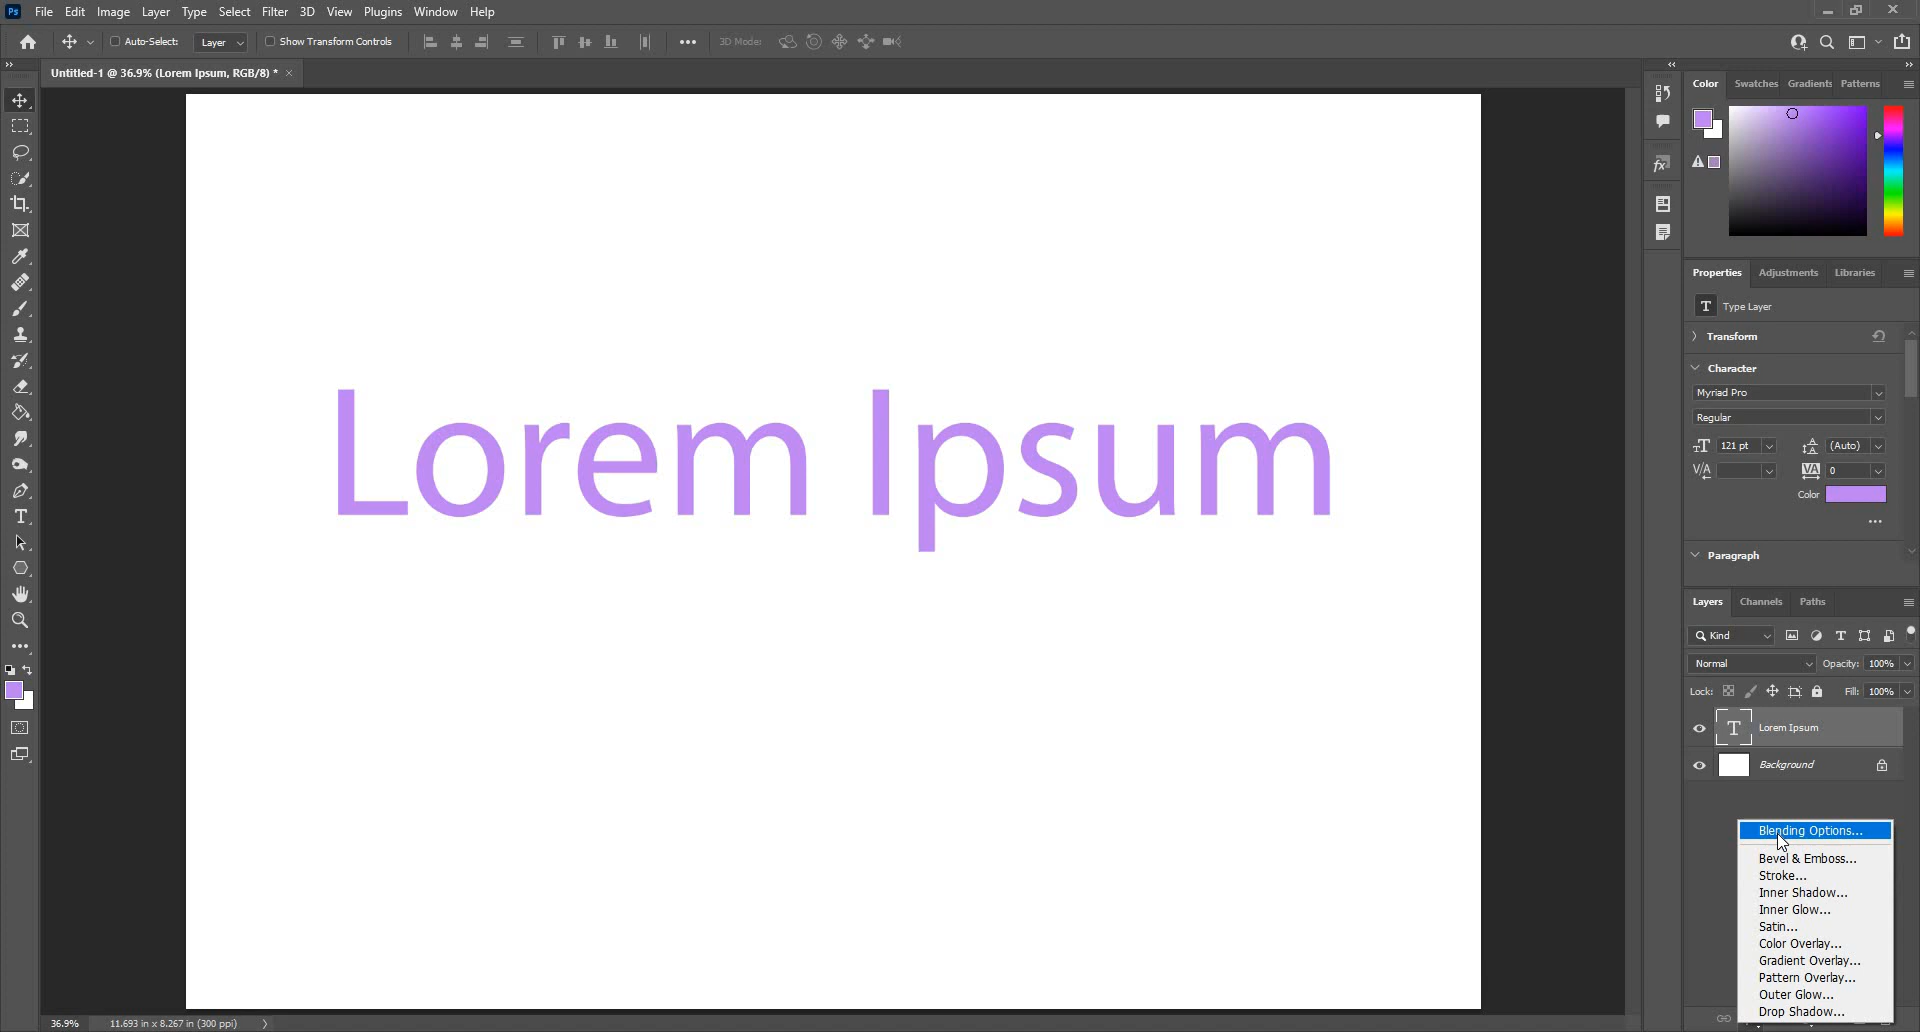 Ps File Edit Image Layer Type Select Filter 3D View Plugins Window Help
Auto-Select: Layer Show Transform Controls 3D Mode:
Untitled-1 @ 36.9% (Lorem Ipsum, RGB/8) *
Color Swatches Gradients Patterns
fx
Properties Adjustments Libraries
T Type Layer
Transform
Character
Myriad Pro
Regular
121 pt (Auto)
V/A VA 0
Color
Paragraph
Lorem Ipsum
Layers Channels Paths
Kind
Normal Opacity: 100%
Lock: Fill: 100%
T Lorem Ipsum
Background
Blending Options...
Bevel & Emboss...
Stroke...
Inner Shadow...
Inner Glow...
Satin...
Color Overlay...
Gradient Overlay...
Pattern Overlay...
Outer Glow...
Drop Shadow...
36.9% 11.693 in x 8.267 in (300 ppi)